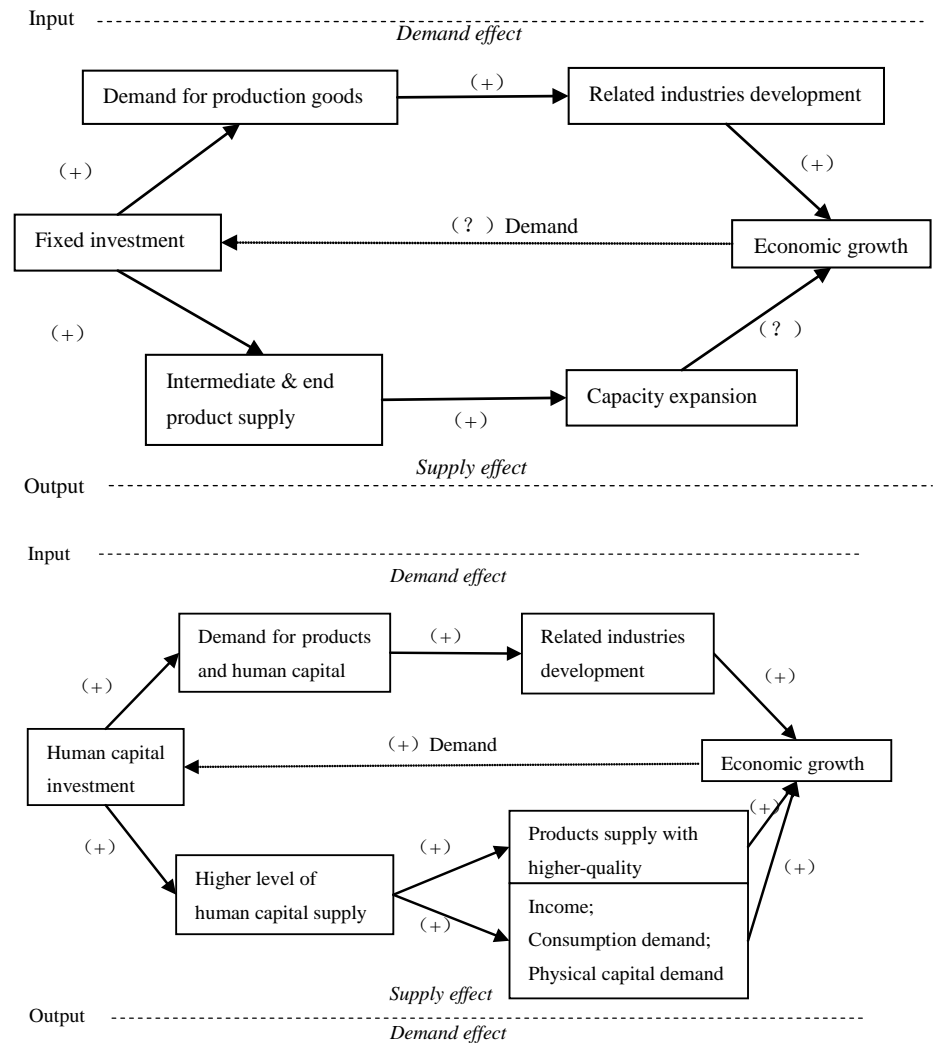 Input
Demand effect
Demand for production goods
（+）
Related industries development
（+）
（+）
Fixed investment
（？）Demand
Economic growth
（+）
（？）
Intermediate & end
product supply
（+）
Capacity expansion
Supply effect
Output
Input
Demand effect
Demand for products
and human capital
（+）
Related industries
development
（+）
（+）
Human capital
investment
（+）Demand
Economic growth
（+）
（+）
Products supply with
higher-quality
（+）
（+）
Higher level of
human capital supply
（+）
Income;
Consumption demand;
Physical capital demand
Supply effect
Output
Demand effect